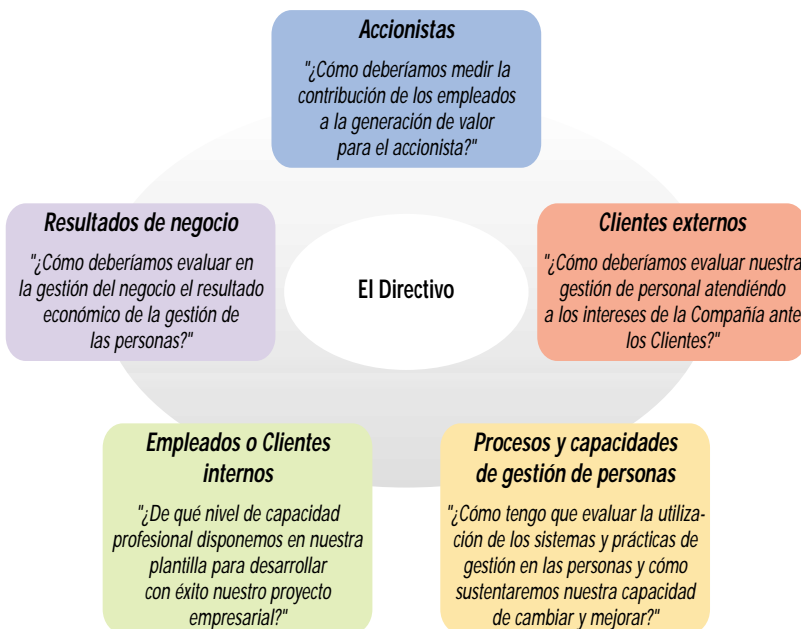 Accionistas
"¿Cómo deberíamos medir la
contribución de los empleados
a la generación de valor
para el accionista?"
Resultados de negocio
"¿Cómo deberíamos evaluar en
la gestión del negocio el resultado
económico de la gestión de
las personas?"
El Directivo
Clientes externos
"¿Cómo deberíamos evaluar nuestra
gestión de personal atendiéndo
a los intereses de la Compañía ante
los Clientes?"
Empleados o Clientes
internos
"¿De qué nivel de capacidad
profesional disponemos en nuestra
plantilla para desarrollar
con éxito nuestro proyecto
empresarial?"
Procesos y capacidades
de gestión de personas
"¿Cómo tengo que evaluar la utiliza-
ción de los sistemas y prácticas de
gestión en las personas y cómo
sustentaremos nuestra capacidad
de cambiar y mejorar?"